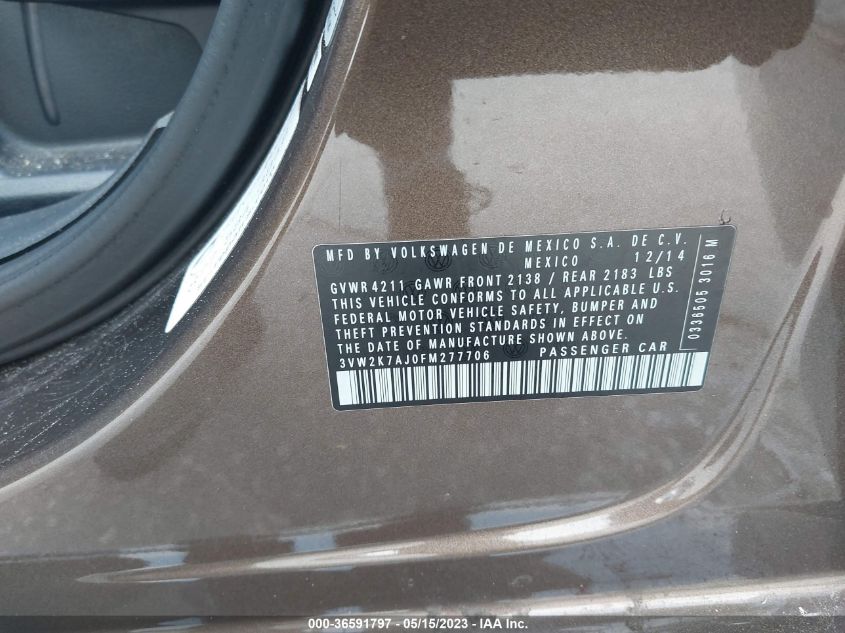 MFD BY VOLKSWAGEN DE MEXICO S.A. DE C.V.
MEXICO 12/14
GVWR 4211 GAWR FRONT 2138 / REAR 2183 LBS
THIS VEHICLE CONFORMS TO ALL APPLICABLE U.S.
FEDERAL MOTOR VEHICLE SAFETY, BUMPER AND
THEFT PREVENTION STANDARDS IN EFFECT ON
THE DATE OF MANUFACTURE SHOWN ABOVE.
3VW2K7AJ0FM277706 PASSENGER CAR
0336505 3016 M
000-36591797 - 05/15/2023 - IAA Inc.